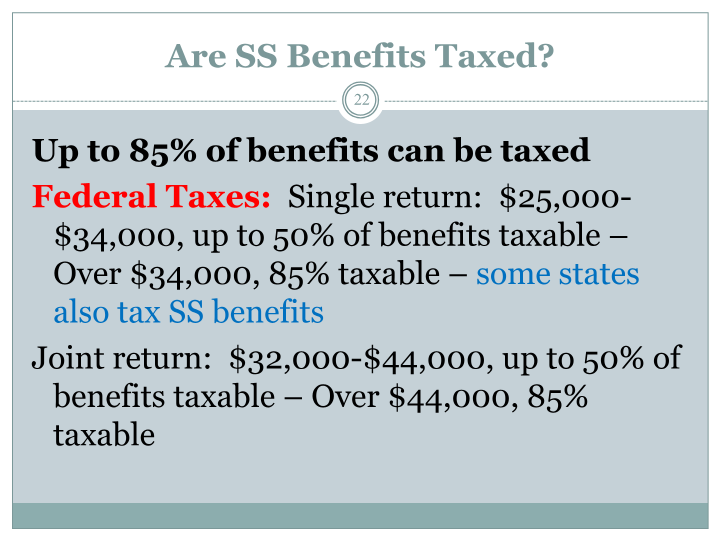 Are SS Benefits Taxed?
22
Up to 85% of benefits can be taxed
Federal Taxes: Single return: $25,000-
$34,000, up to 50% of benefits taxable –
Over $34,000, 85% taxable – some states
also tax SS benefits
Joint return: $32,000-$44,000, up to 50% of
benefits taxable – Over $44,000, 85%
taxable